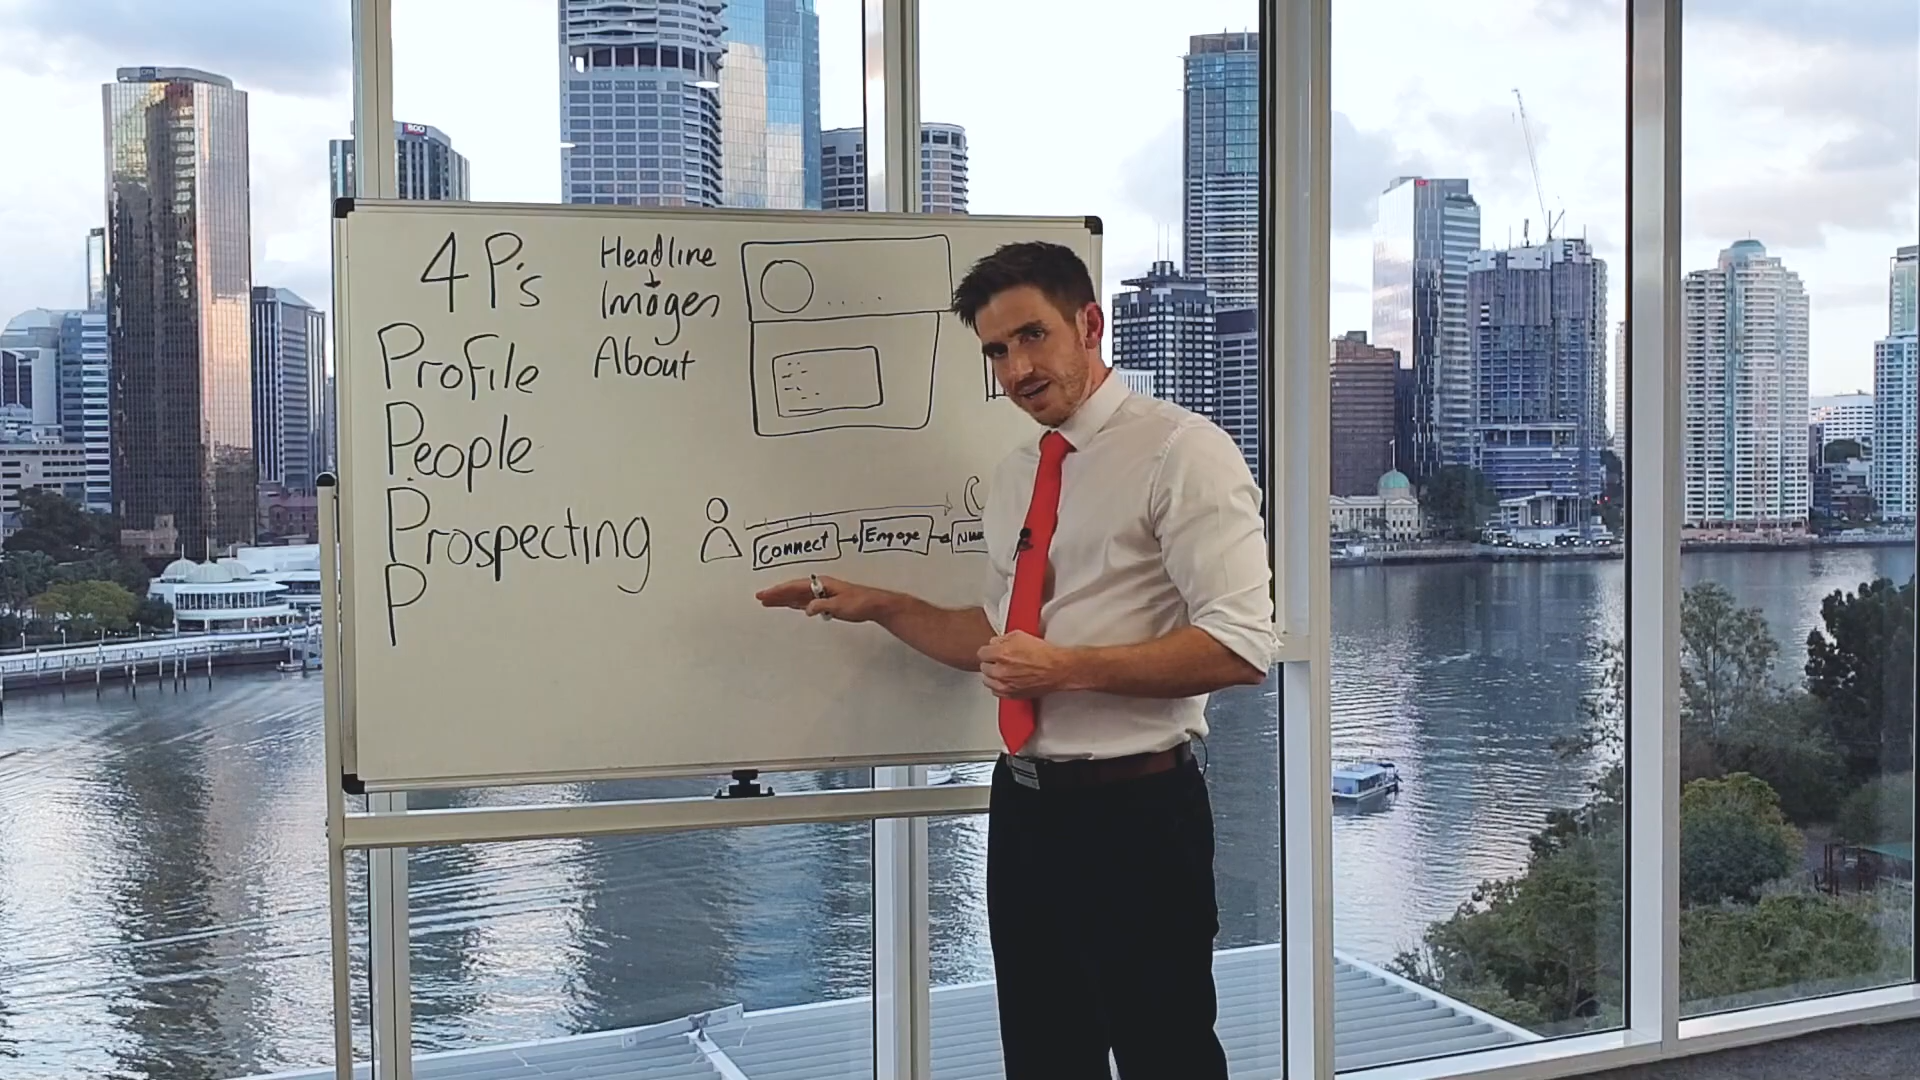 4 P's
Profile
People
Prospecting
P
Headline
Images
About
Connect
Engage